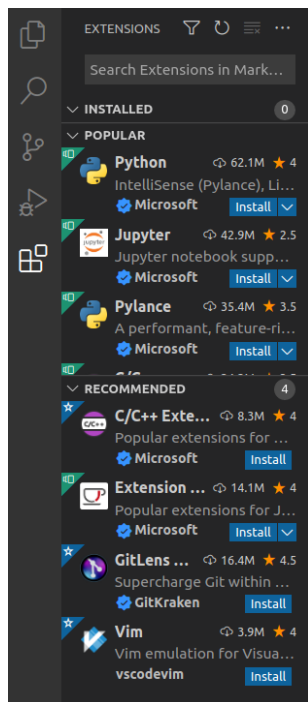 EXTENSIONS
Search Extensions in Mark...
INSTALLED 0
POPULAR
Python 62.1M 4
IntelliSense (Pylance), Li...
Microsoft Install
Jupyter 42.9M 2.5
jupyter
Jupyter notebook supp...
Microsoft Install
Pylance 35.4M 3.5
A performant, feature-ri...
Microsoft Install
RECOMMENDED 4
C/C++ Exte... 8.3M 4
C/C++
Popular extensions for ...
Microsoft Install
Extension ... 14.1M 4
Popular extensions for J...
Microsoft Install
GitLens ... 16.4M 4.5
Supercharge Git within ...
GitKraken Install
Vim 3.9M 4
Vim emulation for Visua...
vscodevim Install